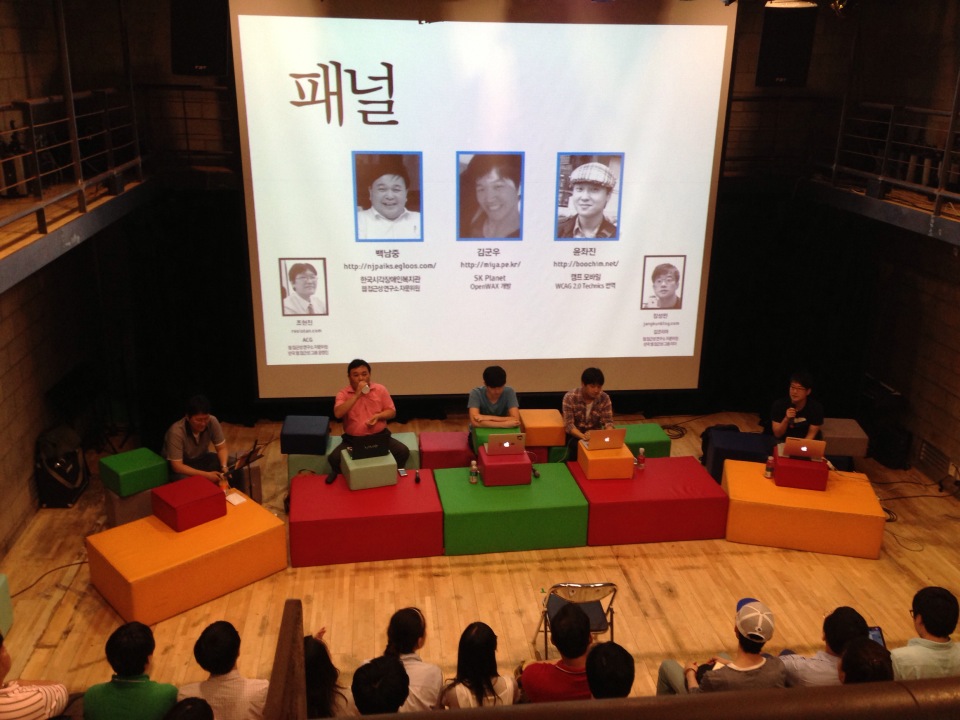 패널
백남중
http://njpaiks.egloos.com/
한국시각장애인복지관
웹접근성연구소 자문위원
김군우
http://miya.pe.kr/
SK Planet
OpenWAX 개발
윤좌진
http://boochim.net/
캠프 모바일
WCAG 2.0 Technics 번역
조현진